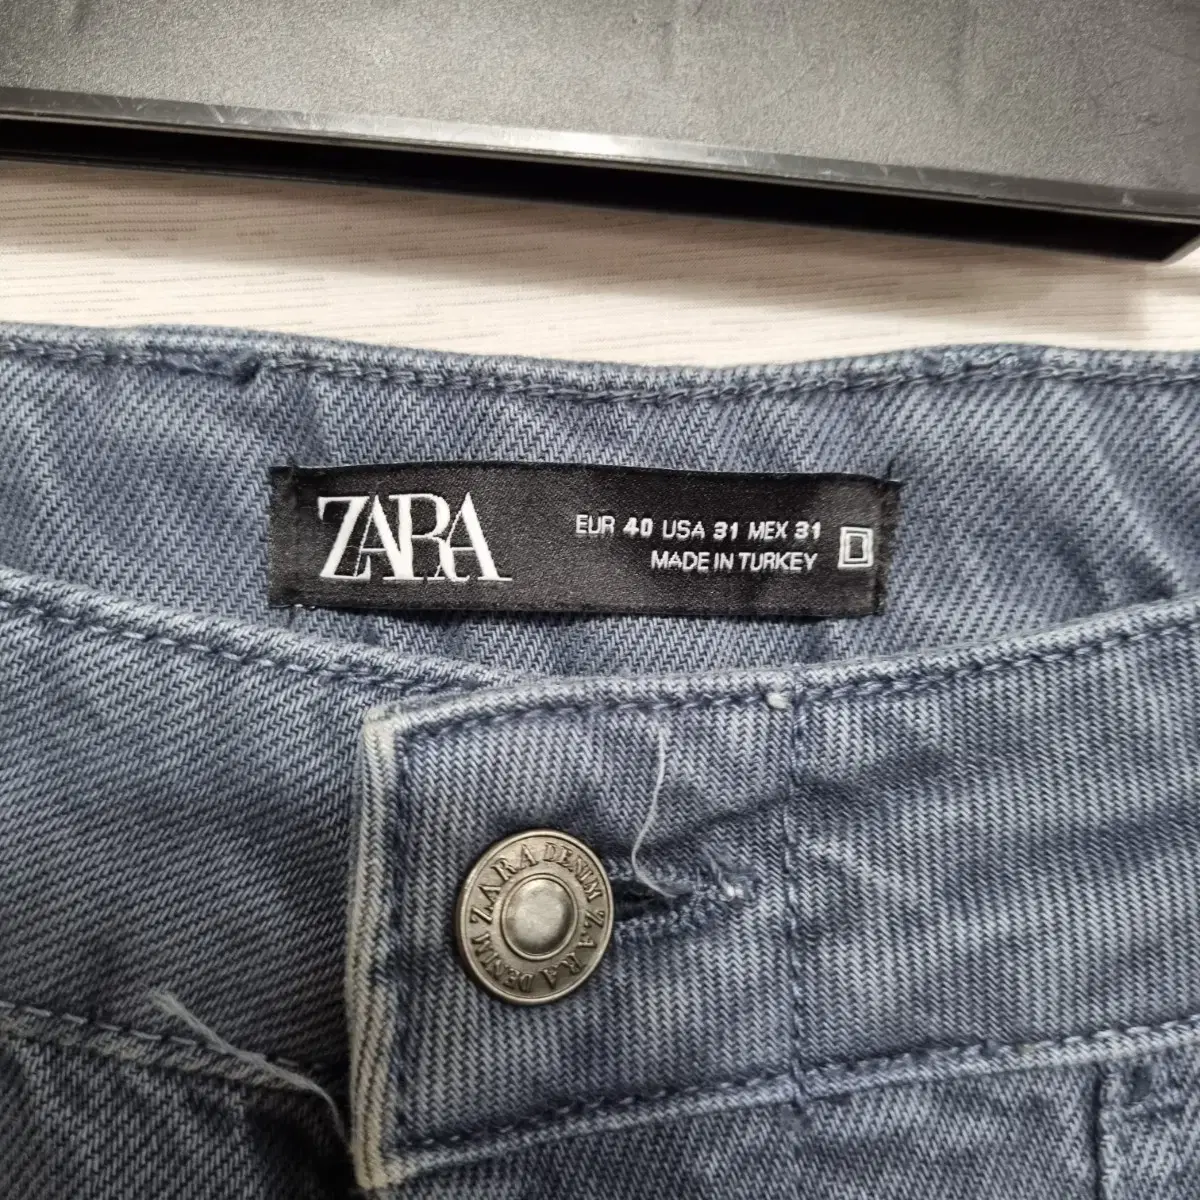 ZARA
EUR 40 USA 31 MEX 31
MADE IN TURKEY
ZARA DENIM ZARA DENIM